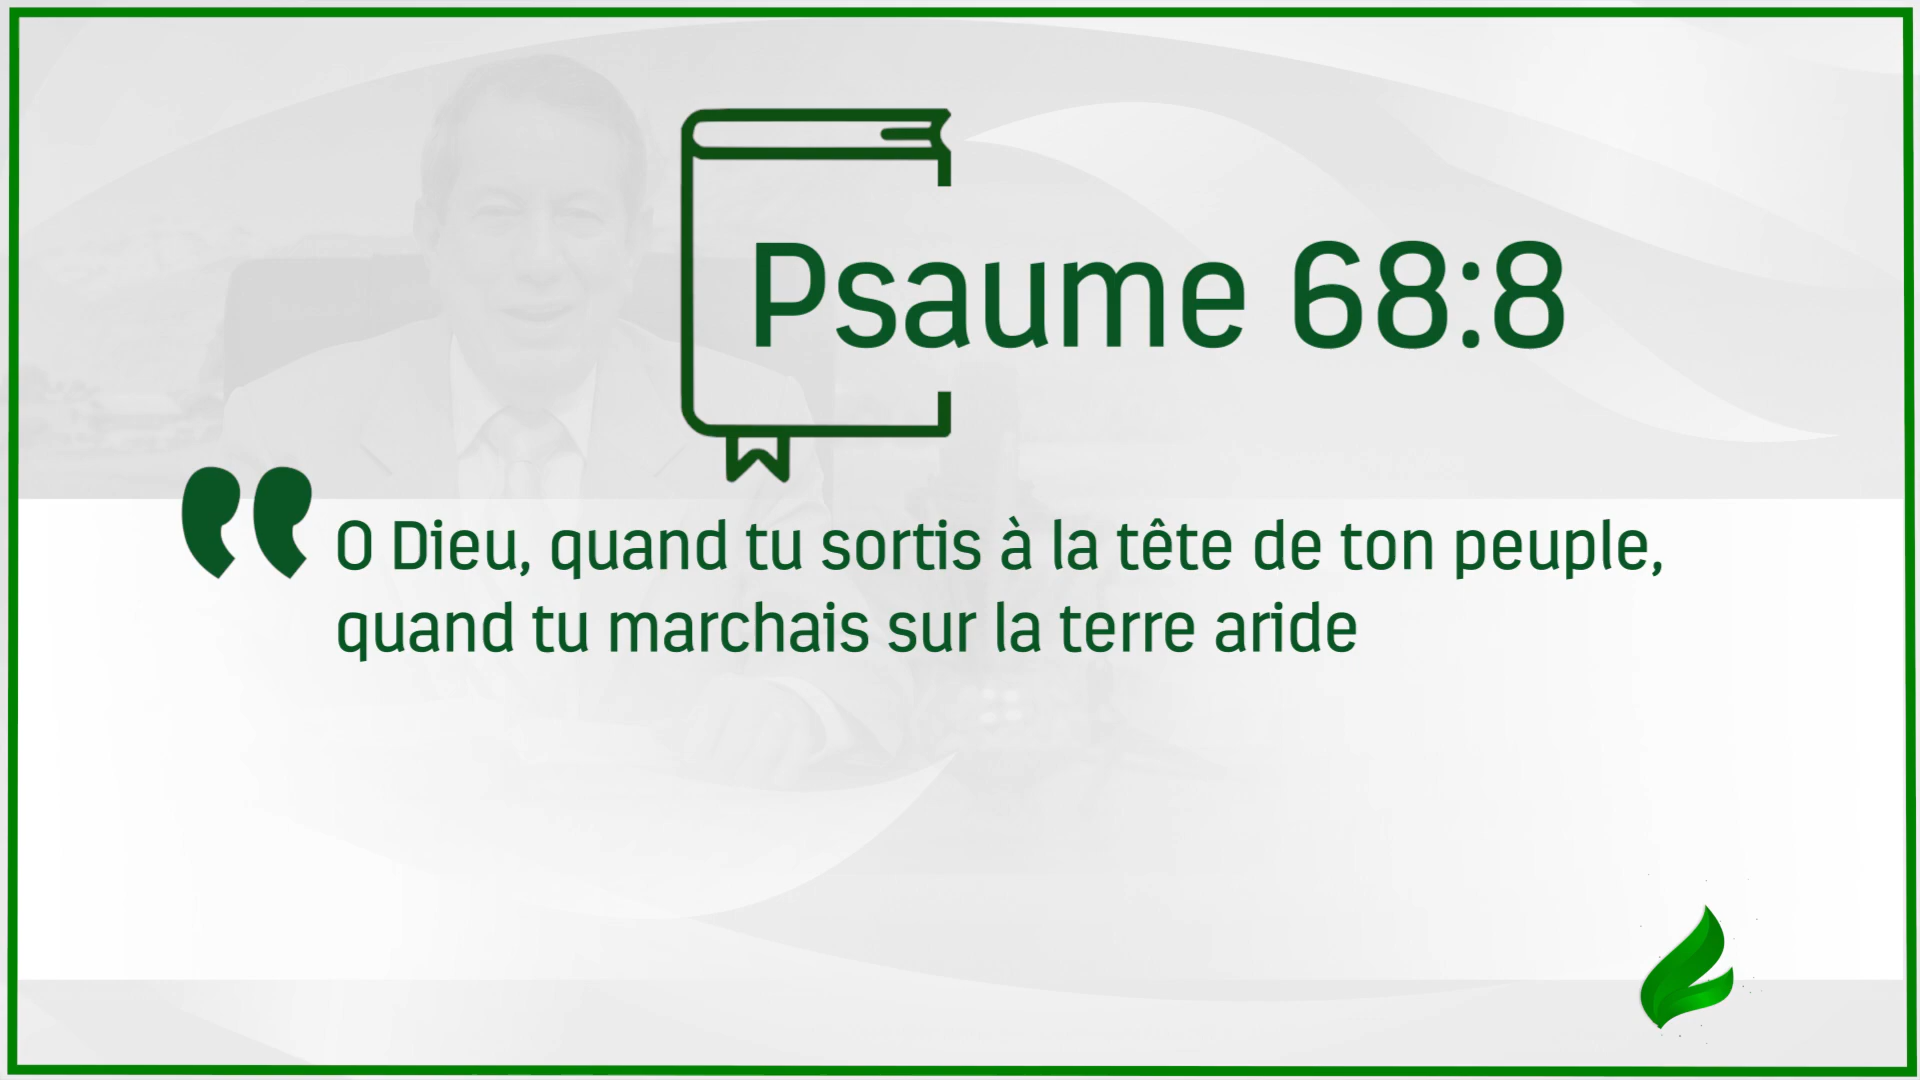 Psaume 68:8
“ O Dieu, quand tu sortis à la tête de ton peuple,
quand tu marchais sur la terre aride